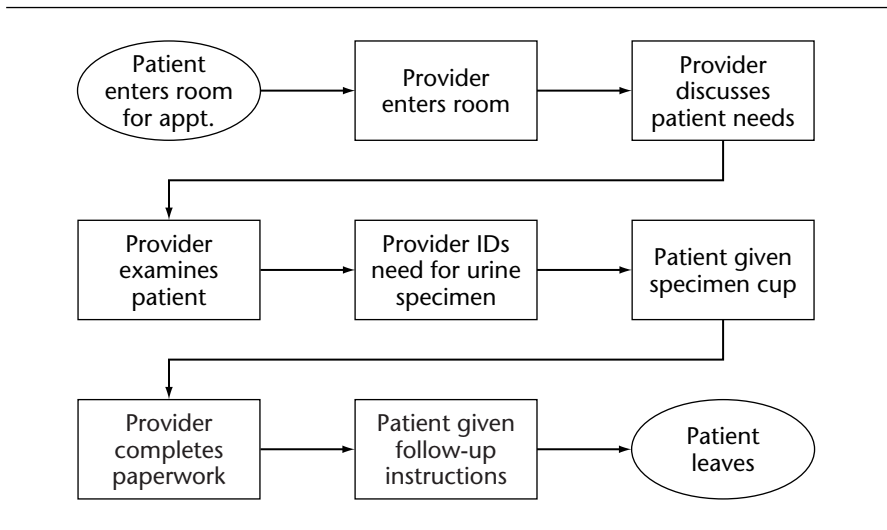 Patient
enters room
for appt.
Provider
enters room
Provider
discusses
patient needs
Provider
examines
patient
Provider IDs
need for urine
specimen
Patient given
specimen cup
Provider
completes
paperwork
Patient given
follow-up
instructions
Patient
leaves